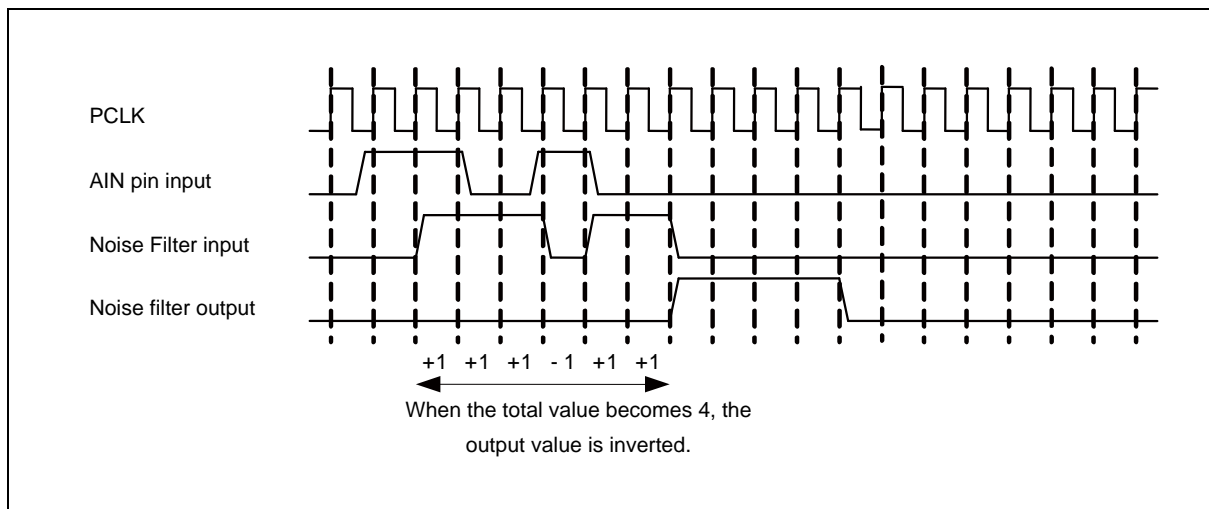 PCLK
AIN pin input
Noise Filter input
Noise filter output
+1 +1 +1 - 1 +1 +1
When the total value becomes 4, the
output value is inverted.